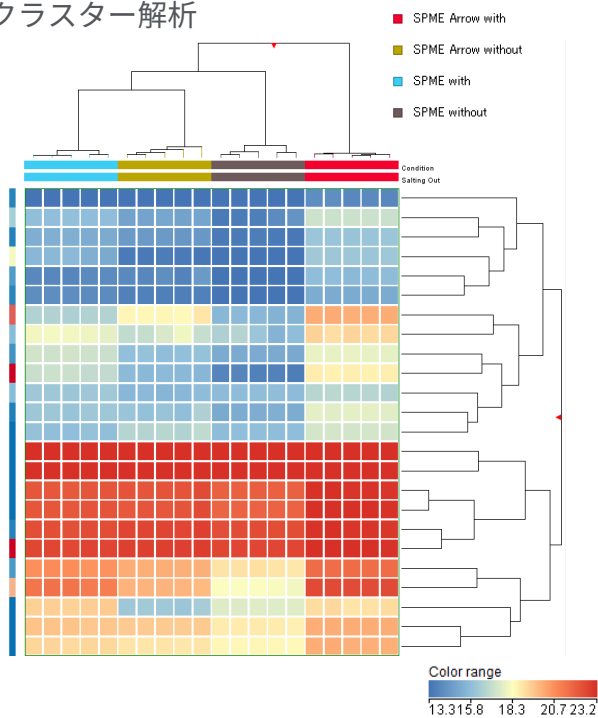 クラスター解析
SPME Arrow with
SPME Arrow without
SPME with
SPME without
Condition
Salting Out
Color range
13.3 15.8 18.3 20.7 23.2